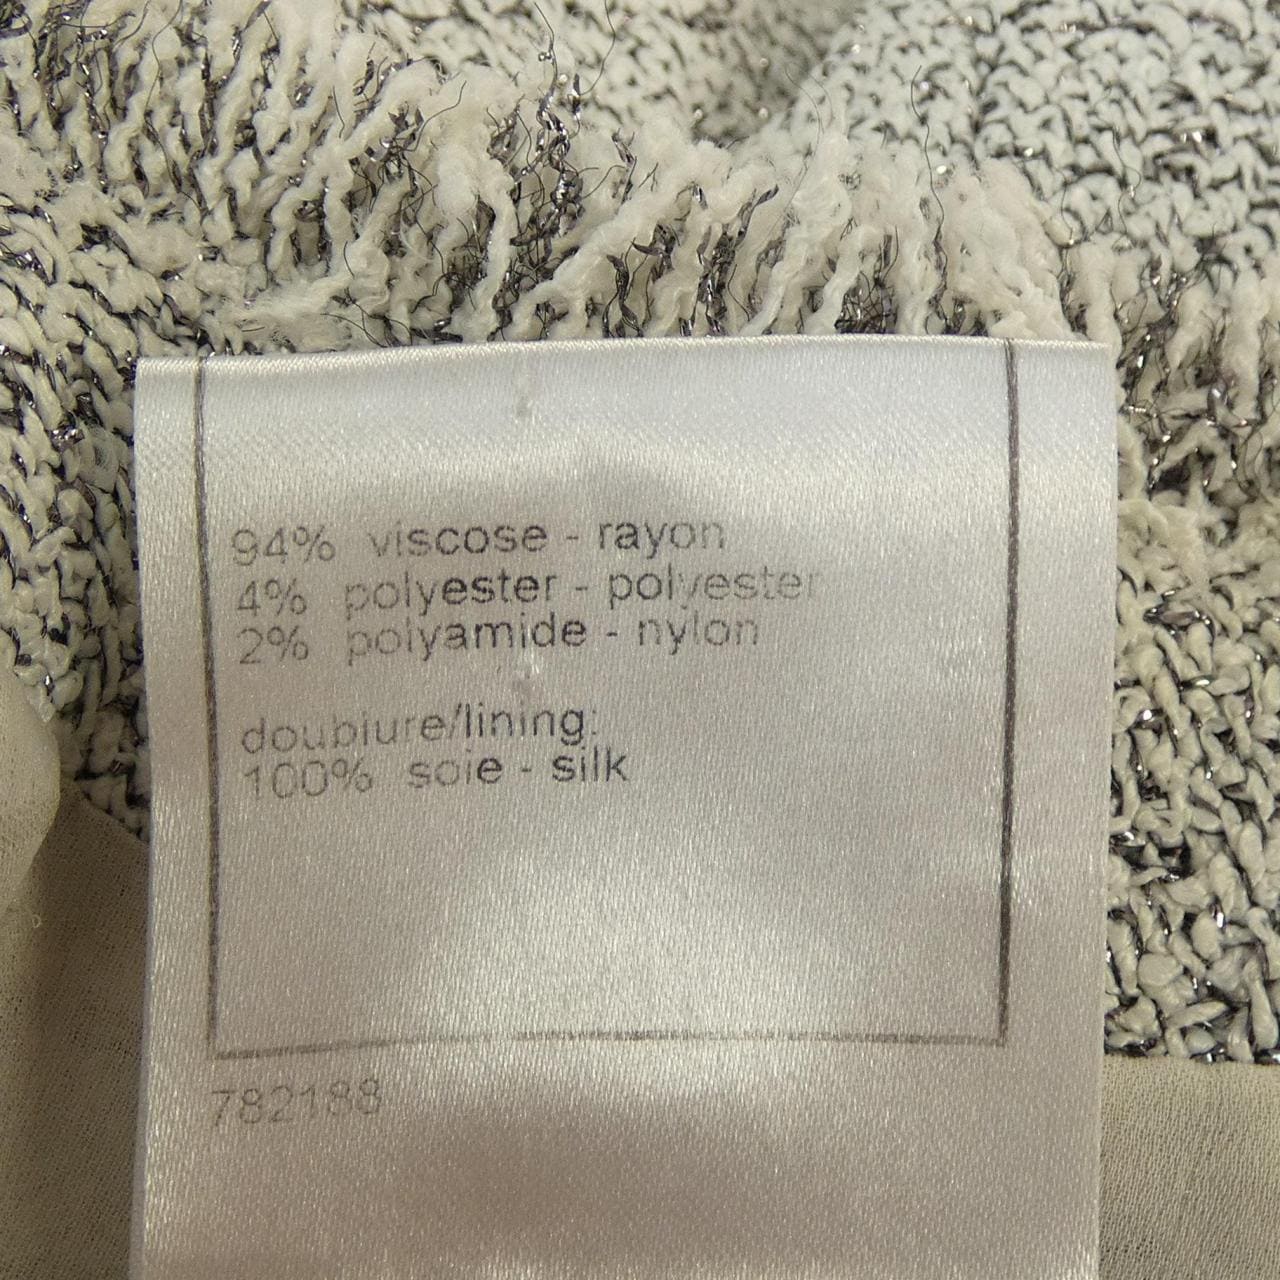 94% viscose - rayon
4% polyester - polyester
2% polyamide - nylon
doublure/lining:
100% soie - silk
782188